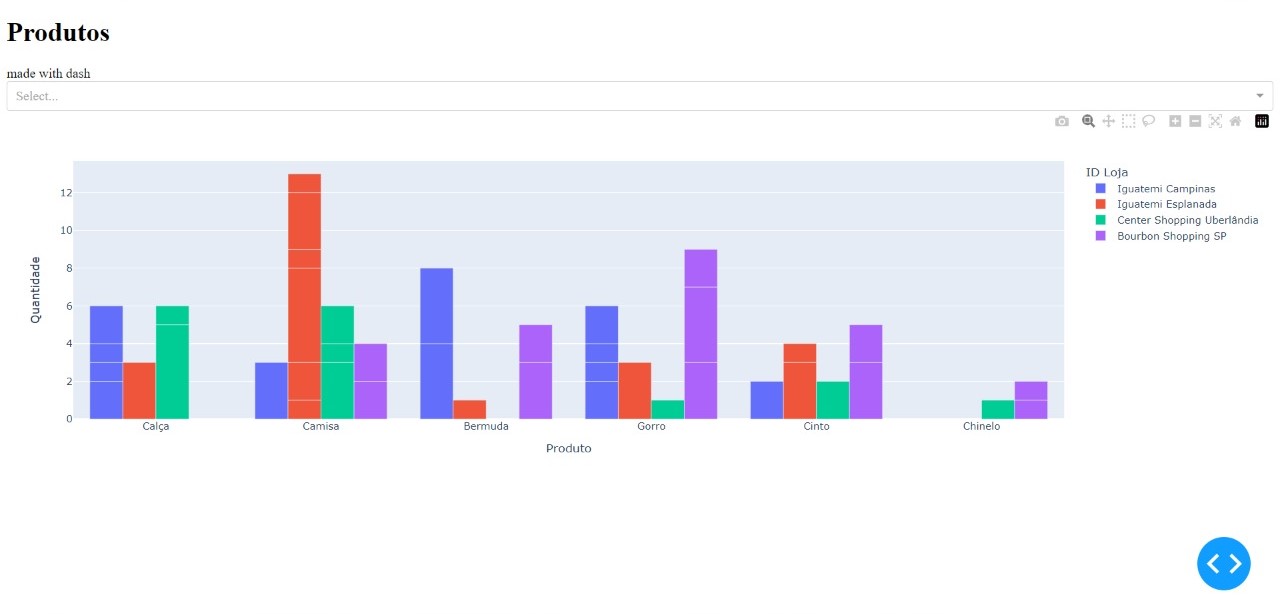 Produtos
made with dash
Select...
ID Loja
Iguatemi Campinas
Iguatemi Esplanada
Center Shopping Uberlândia
Bourbon Shopping SP
Quantidade
12
10
8
6
4
2
0
Calça Camisa Bermuda Gorro Cinto Chinelo
Produto